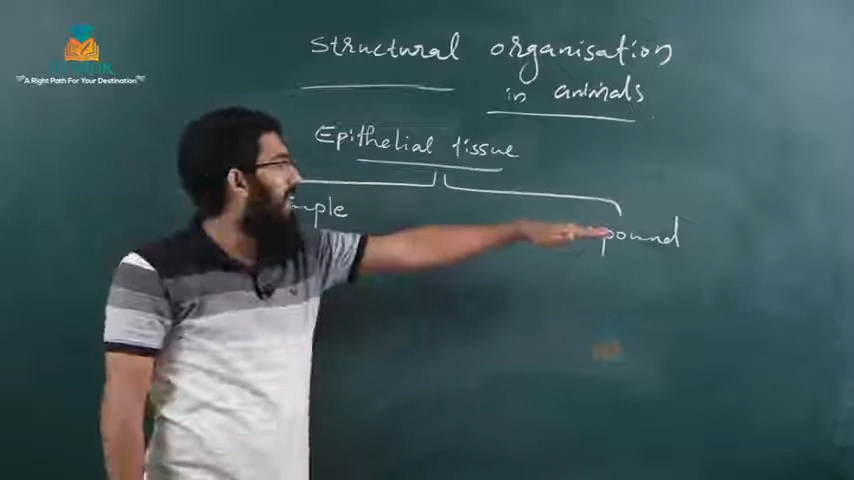 A Right Path For Your Destination
structural organisation
in animals
Epithelial tissue
mple
pound